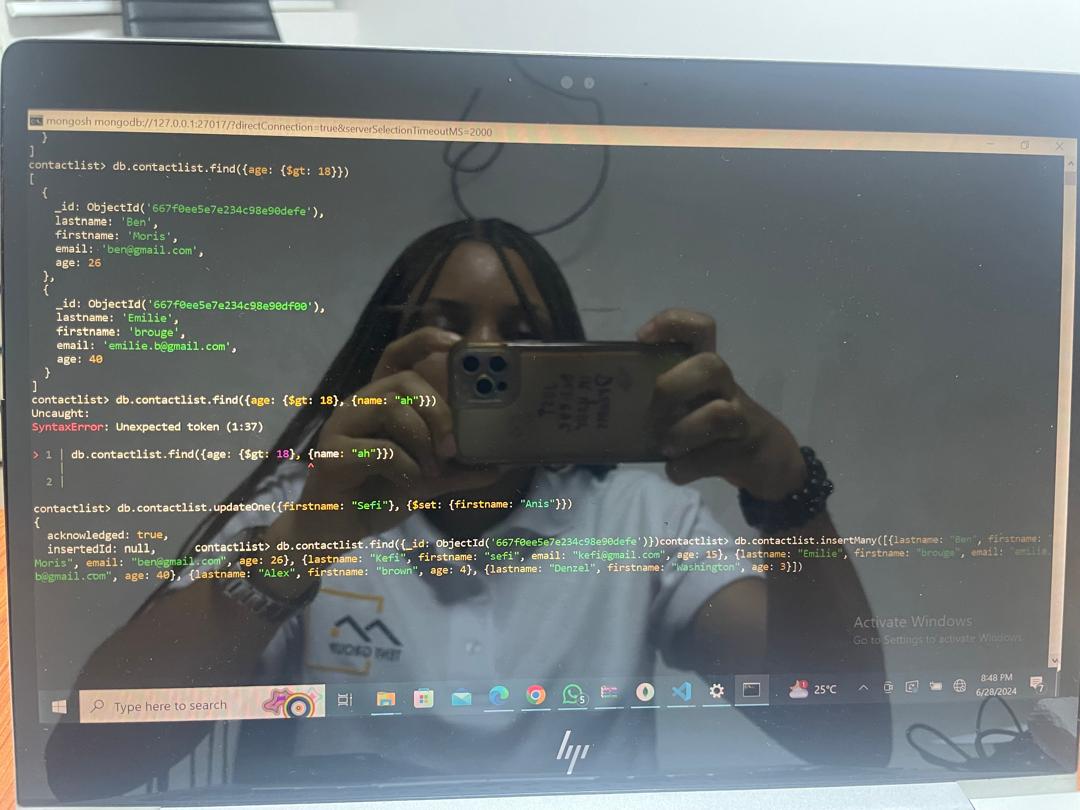 mongosh mongodb://127.0.0.1:27017/?directConnection=true&serverSelectionTimeoutMS=2000
}
]
contactlist> db.contactlist.find({age: {$gt: 18}})
[
{
_id: ObjectId('667f0ee5e7e234c98e90defe'),
lastname: 'Ben',
firstname: 'Moris',
email: 'ben@gmail.com',
age: 26
},
{
_id: ObjectId('667f0ee5e7e234c98e90df00'),
lastname: 'Emilie',
firstname: 'brouge',
email: 'emilie.b@gmail.com',
age: 40
}
]
contactlist> db.contactlist.find({age: {$gt: 18}, {name: "ah"}})
Uncaught:
SyntaxError: Unexpected token (1:37)
> 1 | db.contactlist.find({age: {$gt: 18}, {name: "ah"}})
| ^
2 |
contactlist> db.contactlist.updateOne({firstname: "Sefi"}, {$set: {firstname: "Anis"}})
{
acknowledged: true,
insertedId: null, contactlist> db.contactlist.find({_id: ObjectId('667f0ee5e7e234c98e90defe')})contactlist> db.contactlist.insertMany([{lastname: "Ben", firstname: "
Moris", email: "ben@gmail.com", age: 26}, {lastname: "Kefi", firstname: "sefi", email: "kefi@gmail.com", age: 15}, {lastname: "Emilie", firstname: "brouge", email: "emilie.
b@gmail.com", age: 40}, {lastname: "Alex", firstname: "brown", age: 4}, {lastname: "Denzel", firstname: "Washington", age: 3}])
TENT GROUP
Activate Windows
Go to Settings to activate Windows.
Type here to search
5
25°C
8:48 PM
6/28/2024
7
hp